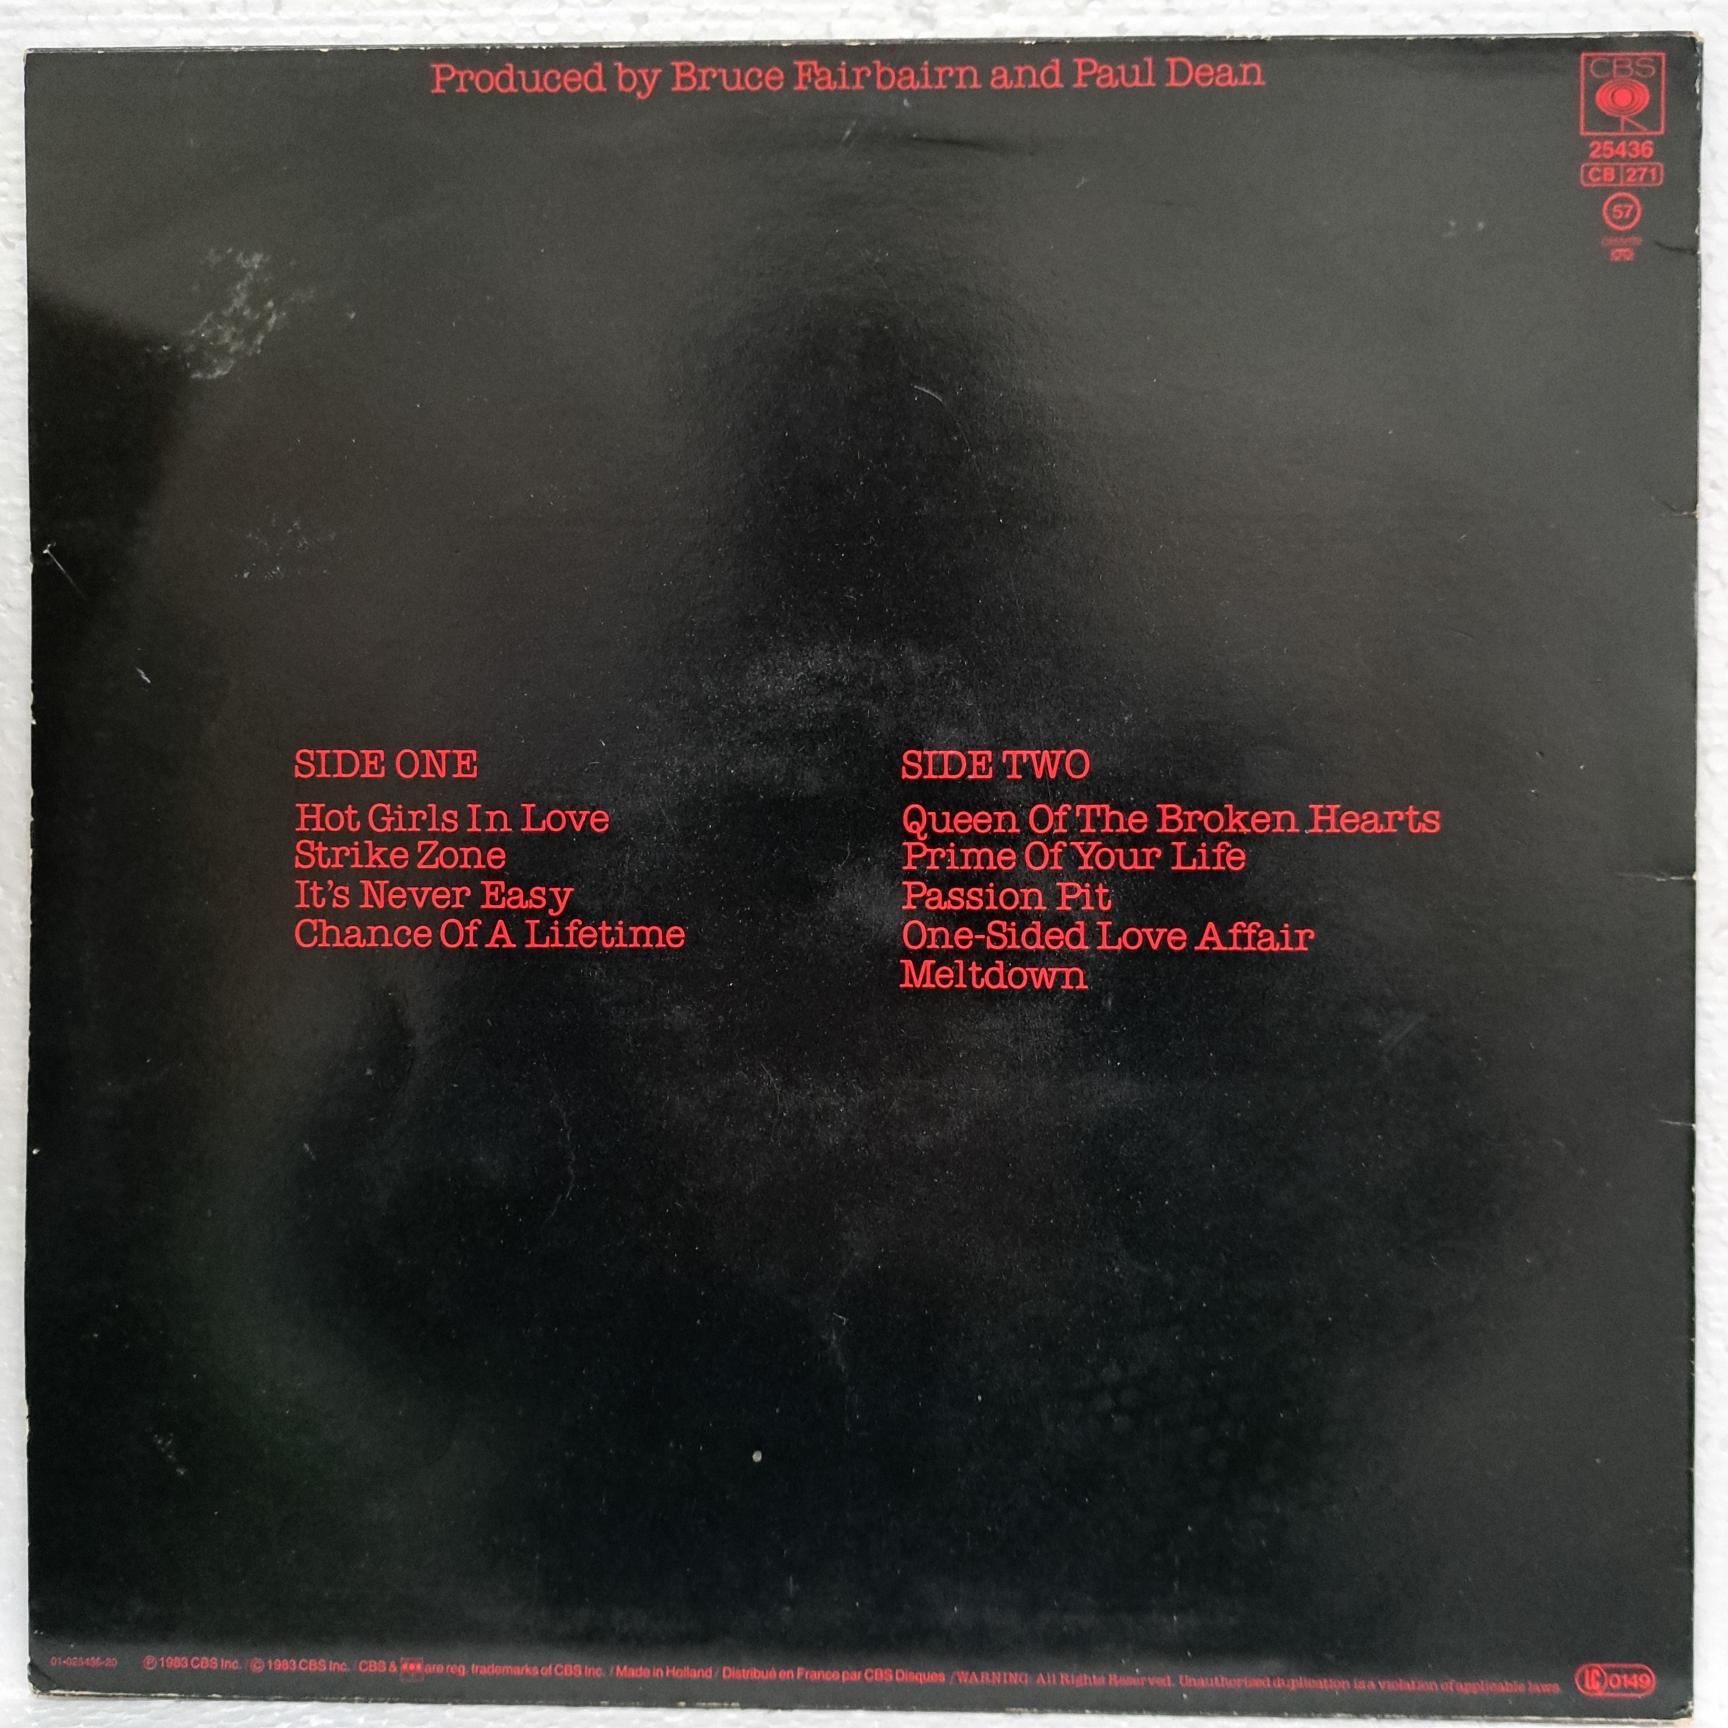 Produced by Bruce Fairbairn and Paul Dean
CBS
25436
CB 271
57
SIDE ONE
Hot Girls In Love
Strike Zone
It's Never Easy
Chance Of A Lifetime
SIDE TWO
Queen Of The Broken Hearts
Prime Of Your Life
Passion Pit
One-Sided Love Affair
Meltdown
01-025436-20 ℗ 1983 CBS Inc. / © 1983 CBS Inc. / CBS & are reg. trademarks of CBS Inc. / Made in Holland / Distribué en France par CBS Disques / WARNING: All Rights Reserved. Unauthorized duplication is a violation of applicable laws. LC 0149